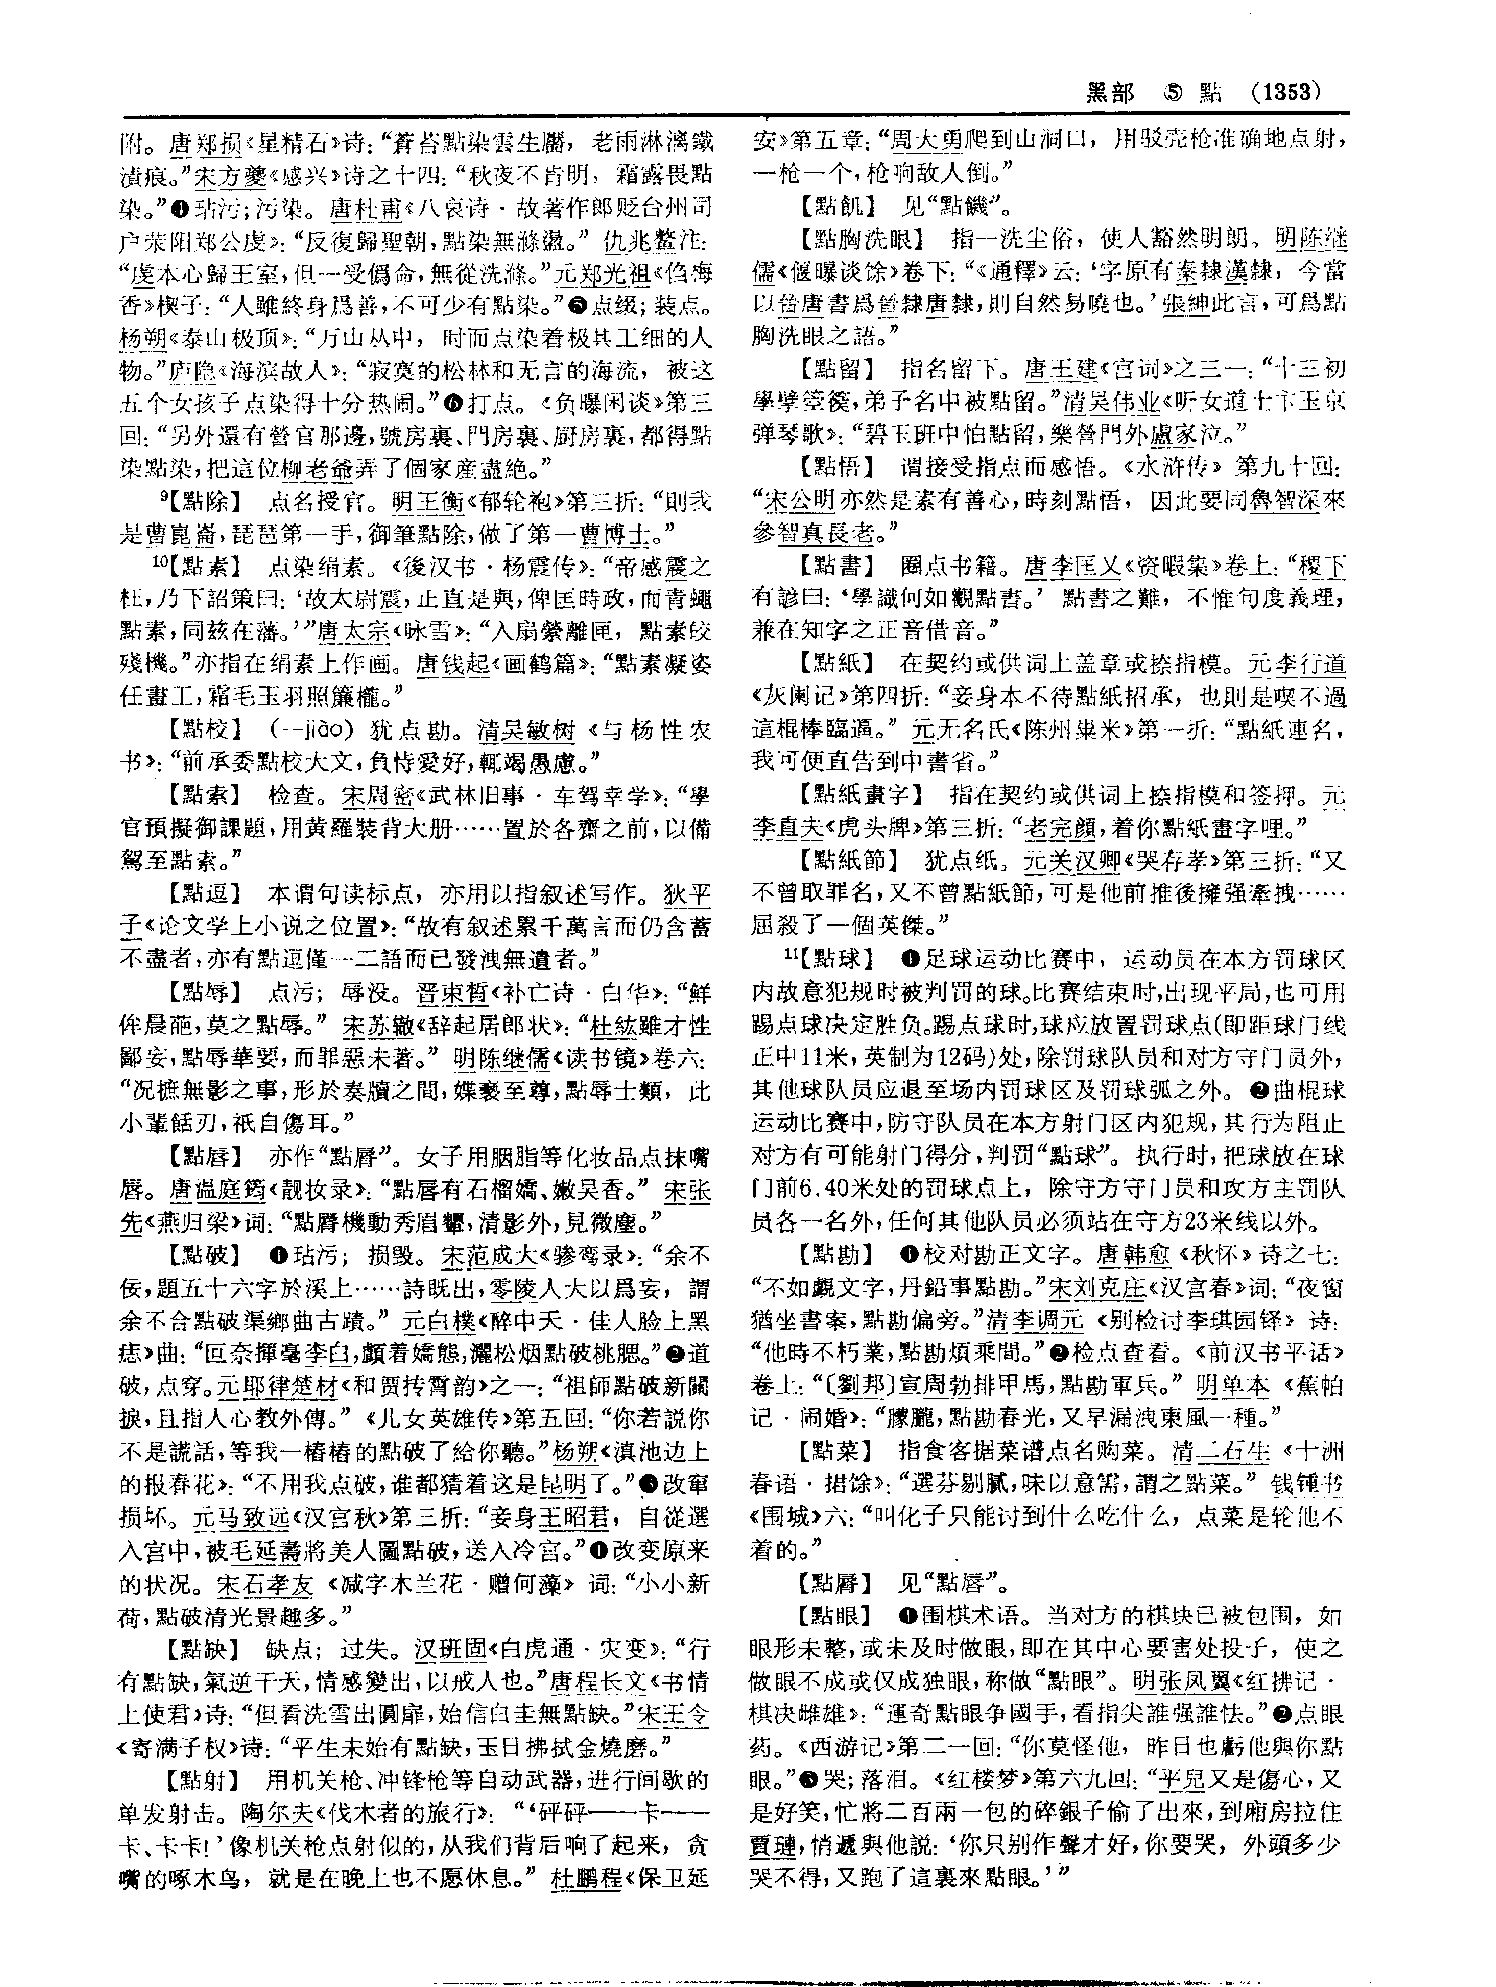 黑部 ⑤ 點 (1353)
附。唐郑损《星精石》诗：“蒼苔點染雲生靨，老雨淋漓鐵
漬痕。”宋方夔《感兴》诗之十四：“秋夜不肯明，霜露畏點
染。”❹玷污；污染。唐杜甫《八哀诗·故著作郎贬台州司
户荥阳郑公虔》：“反復歸聖朝，點染無滌盪。”仇兆鳌注：
“虔本心歸王室，但一受僞命，無從洗滌。”元郑光祖《㑇梅
香》楔子：“人雖終身爲善，不可少有點染。”❺点缀；装点。
杨朔《泰山极顶》：“万山丛中，时而点染着极其工细的人
物。”庐隐《海滨故人》：“寂寞的松林和无言的海流，被这
五个女孩子点染得十分热闹。”❻打点。《负曝闲谈》第三
回：“另外還有營官那邊，號房裏、門房裏、厨房裏，都得點
染點染，把這位柳老爺弄了個家産盡絶。”
⁹【點除】 点名授官。明王衡《郁轮袍》第三折：“則我
是曹崑崙，琵琶第一手，御筆點除，做了第一曹博士。”
¹⁰【點素】 点染绢素。《後汉书·杨震传》：“帝感震之
枉，乃下詔策曰：‘故太尉震，正直是與，俾匡時政，而青蠅
點素，同兹在藩。’”唐太宗《咏雪》：“入扇縈離匣，點素皎
殘機。”亦指在绢素上作画。唐钱起《画鹤篇》：“點素凝姿
任畫工，霜毛玉羽照簾櫳。”
【點校】 (—jiào) 犹点勘。清吴敏树《与杨性农
书》：“前承委點校大文，負恃愛好，輒竭愚慮。”
【點索】 检查。宋周密《武林旧事·车驾幸学》：“學
官預擬御課題，用黄羅裝背大册……置於各齋之前，以備
駕至點索。”
【點逗】 本谓句读标点，亦用以指叙述写作。狄平
子《论文学上小说之位置》：“故有叙述累千萬言而仍含蓄
不盡者，亦有點逗僅一二語而已發洩無遺者。”
【點辱】 点污；辱没。晋束皙《补亡诗·白华》：“鮮
侔晨葩，莫之點辱。”宋苏辙《辞起居郎状》：“杜紘雖才性
鄙妄，點辱華要，而罪惡未著。”明陈继儒《读书镜》卷六：
“况摭無影之事，形於奏牘之間，媟褻至尊，點辱士類，此
小輩餂刃，祇自傷耳。”
【點唇】 亦作“點脣”。女子用胭脂等化妆品点抹嘴
唇。唐温庭筠《靓妆录》：“點唇有石榴嬌、嫩吴香。”宋张
先《燕归梁》词：“點脣機動秀眉顰，清影外，見微塵。”
【點破】 ❶玷污；损毁。宋范成大《骖鸾录》：“余不
佞，題五十六字於溪上……詩既出，零陵人大以爲妄，謂
余不合點破渠鄉曲古蹟。”元白樸《醉中天·佳人脸上黑
痣》曲：“叵奈揮毫李白，覷着嬌態，灑松烟點破桃腮。”❷道
破，点穿。元耶律楚材《和贾抟霄韵》之一：“祖師點破新關
捩，且指人心教外傳。”《儿女英雄传》第五回：“你若説你
不是謊話，等我一樁樁的點破了給你聽。”杨朔《滇池边上
的报春花》：“不用我点破，谁都猜着这是昆明了。”❸改窜
损坏。元马致远《汉宫秋》第三折：“妾身王昭君，自從選
入宫中，被毛延壽將美人圖點破，送入冷宫。”❹改变原来
的状况。宋石孝友《减字木兰花·赠何藻》词：“小小新
荷，點破清光景趣多。”
【點缺】 缺点；过失。汉班固《白虎通·灾变》：“行
有點缺，氣逆干天，情感變出，以戒人也。”唐程长文《书情
上使君》诗：“但看洗雪出圜扉，始信白圭無點缺。”宋王令
《寄满子权》诗：“平生未始有點缺，玉日拂拭金燒磨。”
【點射】 用机关枪、冲锋枪等自动武器，进行间歇的
单发射击。陶尔夫《伐木者的旅行》：“‘砰砰——卡——
卡、卡卡！’像机关枪点射似的，从我们背后响了起来，贪
嘴的啄木鸟，就是在晚上也不愿休息。”杜鹏程《保卫延
安》第五章：“周大勇爬到山洞口，用驳壳枪准确地点射，
一枪一个，枪响敌人倒。”
【點飢】 见“點饑”。
【點胸洗眼】 指一洗尘俗，使人豁然明朗。明陈继
儒《偃曝谈馀》卷下：“《通釋》云：‘字原有秦隸漢隸，今當
以晉唐書爲晉隸唐隸，則自然易曉也。’張紳此言，可爲點
胸洗眼之語。”
【點留】 指名留下。唐王建《宫词》之三一：“十三初
學擘箜篌，弟子名中被點留。”清吴伟业《听女道士卞玉京
弹琴歌》：“碧玉班中怕點留，樂營門外盧家泣。”
【點悟】 谓接受指点而感悟。《水浒传》第九十回：
“宋公明亦然是素有善心，時刻點悟，因此要同魯智深來
參智真長老。”
【點書】 圈点书籍。唐李匡乂《资暇集》卷上：“稷下
有諺曰：‘學識何如觀點書。’點書之難，不惟句度義理，
兼在知字之正音借音。”
【點紙】 在契约或供词上盖章或捺指模。元李行道
《灰阑记》第四折：“妾身本不待點紙招承，也則是喫不過
這棍棒臨逼。”元无名氏《陈州粜米》第一折：“點紙連名，
我可便直告到中書省。”
【點紙畫字】 指在契约或供词上捺指模和签押。元
李直夫《虎头牌》第三折：“老完顔，着你點紙畫字哩。”
【點紙節】 犹点纸。元关汉卿《哭存孝》第三折：“又
不曾取罪名，又不曾點紙節，可是他前推後擁强牽拽……
屈殺了一個英傑。”
¹¹【點球】 ❶足球运动比赛中，运动员在本方罚球区
内故意犯规时被判罚的球。比赛结束时，出现平局，也可用
踢点球决定胜负。踢点球时，球应放置罚球点(即距球门线
正中11米，英制为12码)处，除罚球队员和对方守门员外，
其他球队员应退至场内罚球区及罚球弧之外。❷曲棍球
运动比赛中，防守队员在本方射门区内犯规，其行为阻止
对方有可能射门得分，判罚“點球”。执行时，把球放在球
门前6.40米处的罚球点上，除守方守门员和攻方主罚队
员各一名外，任何其他队员必须站在守方23米线以外。
【點勘】 ❶校对勘正文字。唐韩愈《秋怀》诗之七：
“不如覷文字，丹鉛事點勘。”宋刘克庄《汉宫春》词：“夜窗
猶坐書案，點勘偏旁。”清李调元《别检讨李琪园铎》诗：
“他時不朽業，點勘煩乘間。”❷检点查看。《前汉书平话》
卷上：“〔劉邦〕宣周勃排甲馬，點勘軍兵。”明单本《蕉帕
记·闹婚》：“朦朧，點勘春光，又早漏洩東風一種。”
【點菜】 指食客据菜谱点名购菜。清二石生《十洲
春语·捃馀》：“選芬剔膩，味以意需，謂之點菜。”钱锺书
《围城》六：“叫化子只能讨到什么吃什么，点菜是轮他不
着的。”
【點脣】 见“點唇”。
【點眼】 ❶围棋术语。当对方的棋块已被包围，如
眼形未整，或未及时做眼，即在其中心要害处投子，使之
做眼不成或仅成独眼，称做“點眼”。明张凤翼《红拂记·
棋决雌雄》：“運奇點眼争國手，看指尖誰强誰怯。”❷点眼
药。《西游记》第二一回：“你莫怪他，昨日也虧他與你點
眼。”❸哭；落泪。《红楼梦》第六九回：“平兒又是傷心，又
是好笑，忙將二百兩一包的碎銀子偷了出來，到厢房拉住
賈璉，悄遞與他説：‘你只别作聲才好，你要哭，外頭多少
哭不得，又跑了這裏來點眼。’”